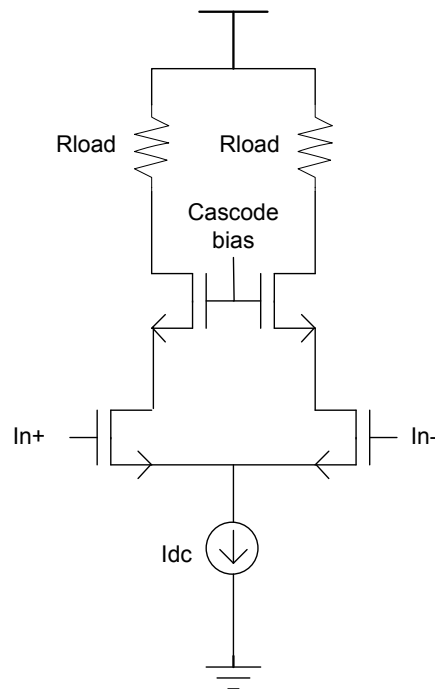 Rload
Rload
Cascode
bias
In+
In-
Idc